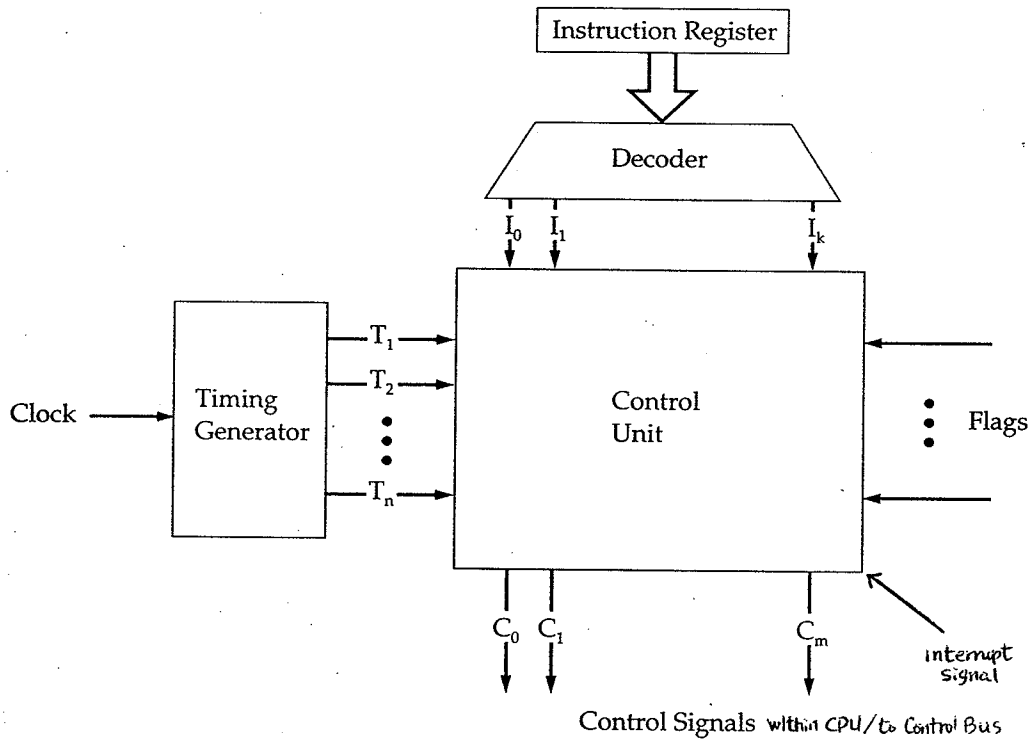 Instruction Register
Decoder
I₀ I₁ Iₖ
T₁
T₂
Tₙ
Clock
Timing
Generator
Control
Unit
Flags
C₀ C₁ Cₘ
interrupt
signal
Control Signals within CPU/to Control Bus